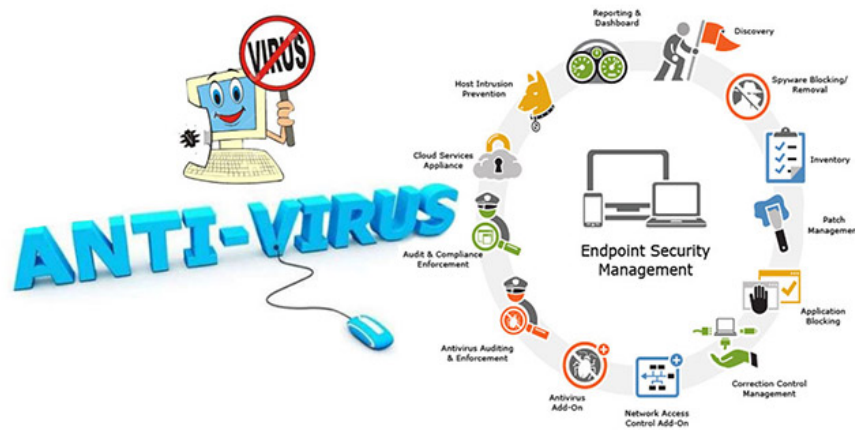 VIRUS
ANTI-VIRUS
Reporting &
Dashboard
Discovery
Spyware Blocking/
Removal
Inventory
Patch
Management
Application
Blocking
Correction Control
Management
Network Access
Control Add-On
Antivirus
Add-On
Antivirus Auditing
& Enforcement
Audit & Compliance
Enforcement
Cloud Services
Appliance
Host Intrusion
Prevention
Endpoint Security
Management